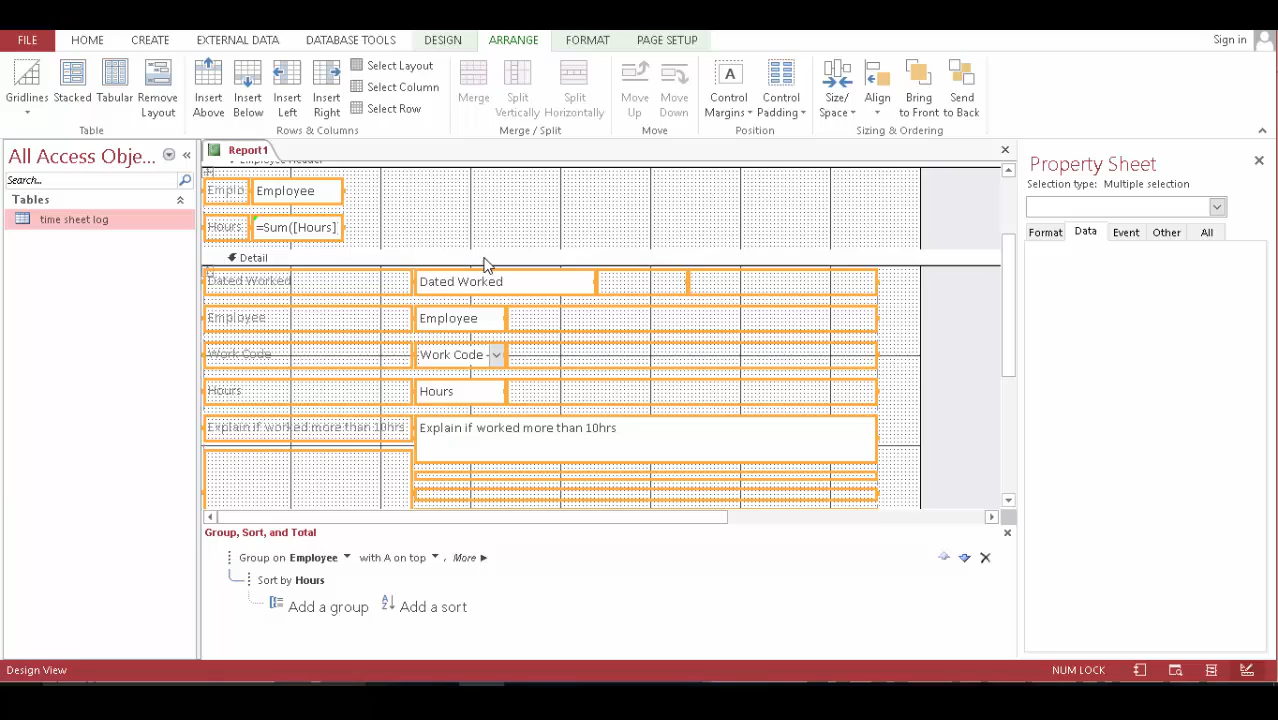 FILE HOME CREATE EXTERNAL DATA DATABASE TOOLS DESIGN ARRANGE FORMAT PAGE SETUP Sign in
Gridlines Stacked Tabular Remove Layout
Table
Insert Above Insert Below Insert Left Insert Right
Select Layout
Select Column
Select Row
Rows & Columns
Merge Split Vertically Split Horizontally
Merge / Split
Move Up Move Down
Move
Control Margins Control Padding
Position
Size/ Space Align Bring to Front Send to Back
Sizing & Ordering
All Access Obje...
Search...
Tables
time sheet log
Report1
Employee Header
Emplo Employee
Hours =Sum([Hours]
Detail
Dated Worked Dated Worked
Employee Employee
Work Code Work Code -
Hours Hours
Explain if worked more than 10hrs Explain if worked more than 10hrs
Group, Sort, and Total
Group on Employee with A on top , More
Sort by Hours
Add a group Add a sort
Property Sheet
Selection type: Multiple selection
Format Data Event Other All
Design View NUM LOCK